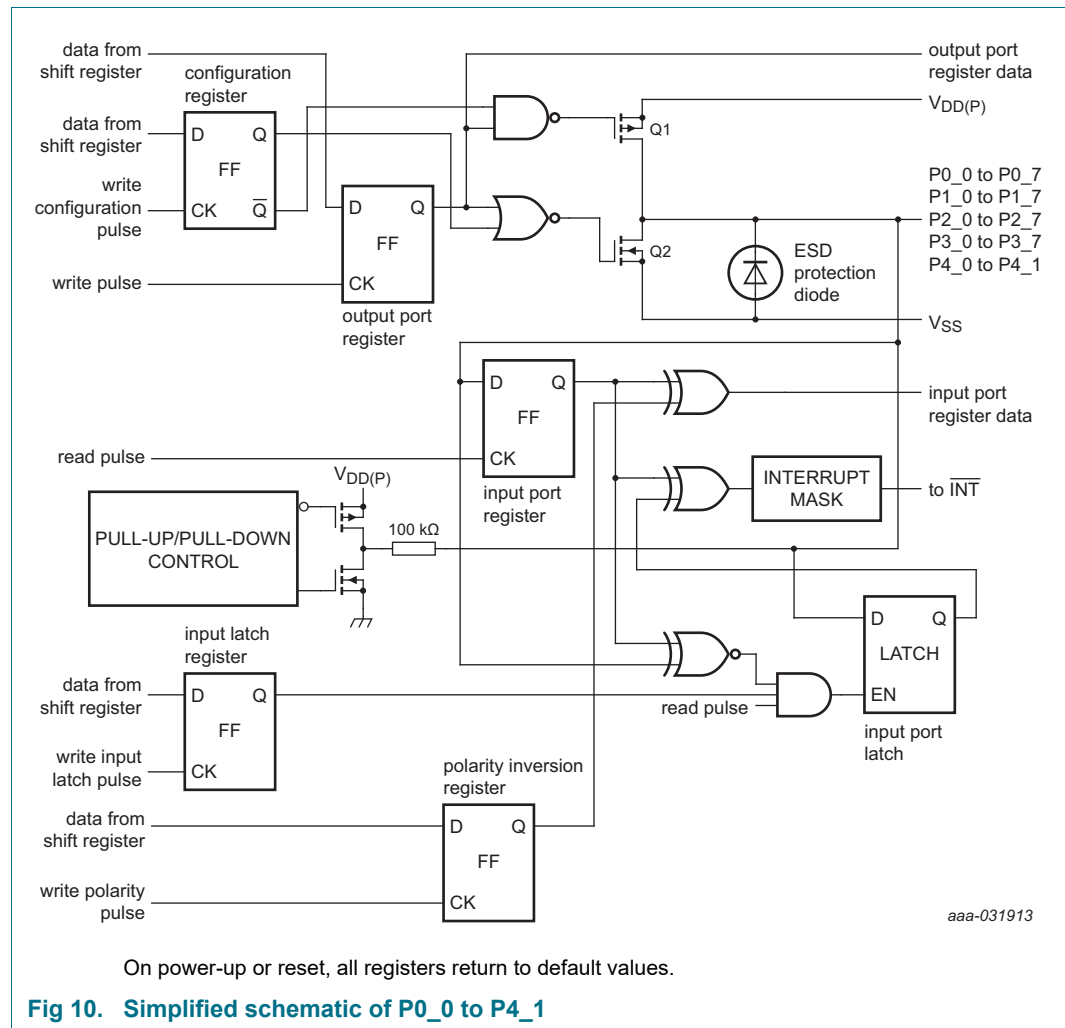 data from
shift register
configuration
register
data from
shift register
D Q
FF
write
configuration
pulse
CK Q̅
D Q
FF
write pulse
CK
output port
register
output port
register data
VDD(P)
Q1
P0_0 to P0_7
P1_0 to P1_7
P2_0 to P2_7
P3_0 to P3_7
P4_0 to P4_1
Q2
ESD
protection
diode
VSS
D Q
FF
input port
register data
read pulse
CK
input port
register
INTERRUPT
MASK
to I̅N̅T̅
VDD(P)
PULL-UP/PULL-DOWN
CONTROL
100 kΩ
input latch
register
D Q
LATCH
EN
input port
latch
data from
shift register
D Q
FF
read pulse
write input
latch pulse
CK
polarity inversion
register
data from
shift register
D Q
FF
write polarity
pulse
CK
aaa-031913
On power-up or reset, all registers return to default values.
Fig 10. Simplified schematic of P0_0 to P4_1